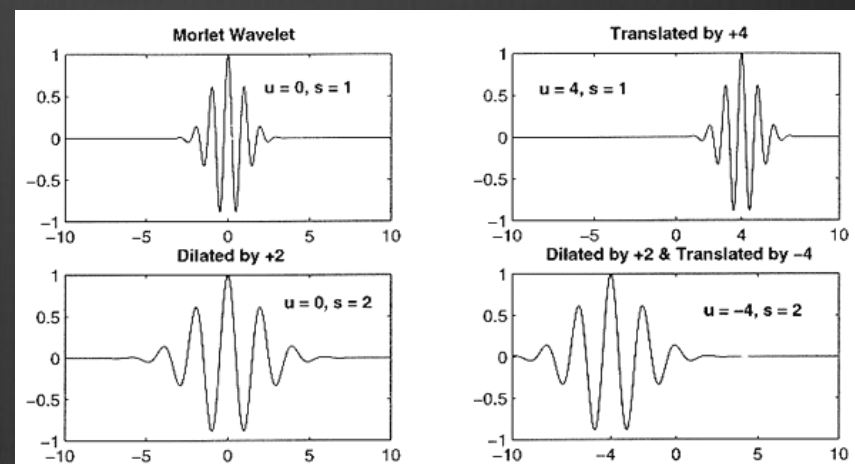 Morlet Wavelet
1
0.5
0
−0.5
−1
u = 0, s = 1
−10 −5 0 5 10
Translated by +4
1
0.5
0
−0.5
−1
u = 4, s = 1
−10 −5 0 4 10
Dilated by +2
1
0.5
0
−0.5
−1
u = 0, s = 2
−10 −5 0 5 10
Dilated by +2 & Translated by −4
1
0.5
0
−0.5
−1
u = −4, s = 2
−10 −4 0 5 10